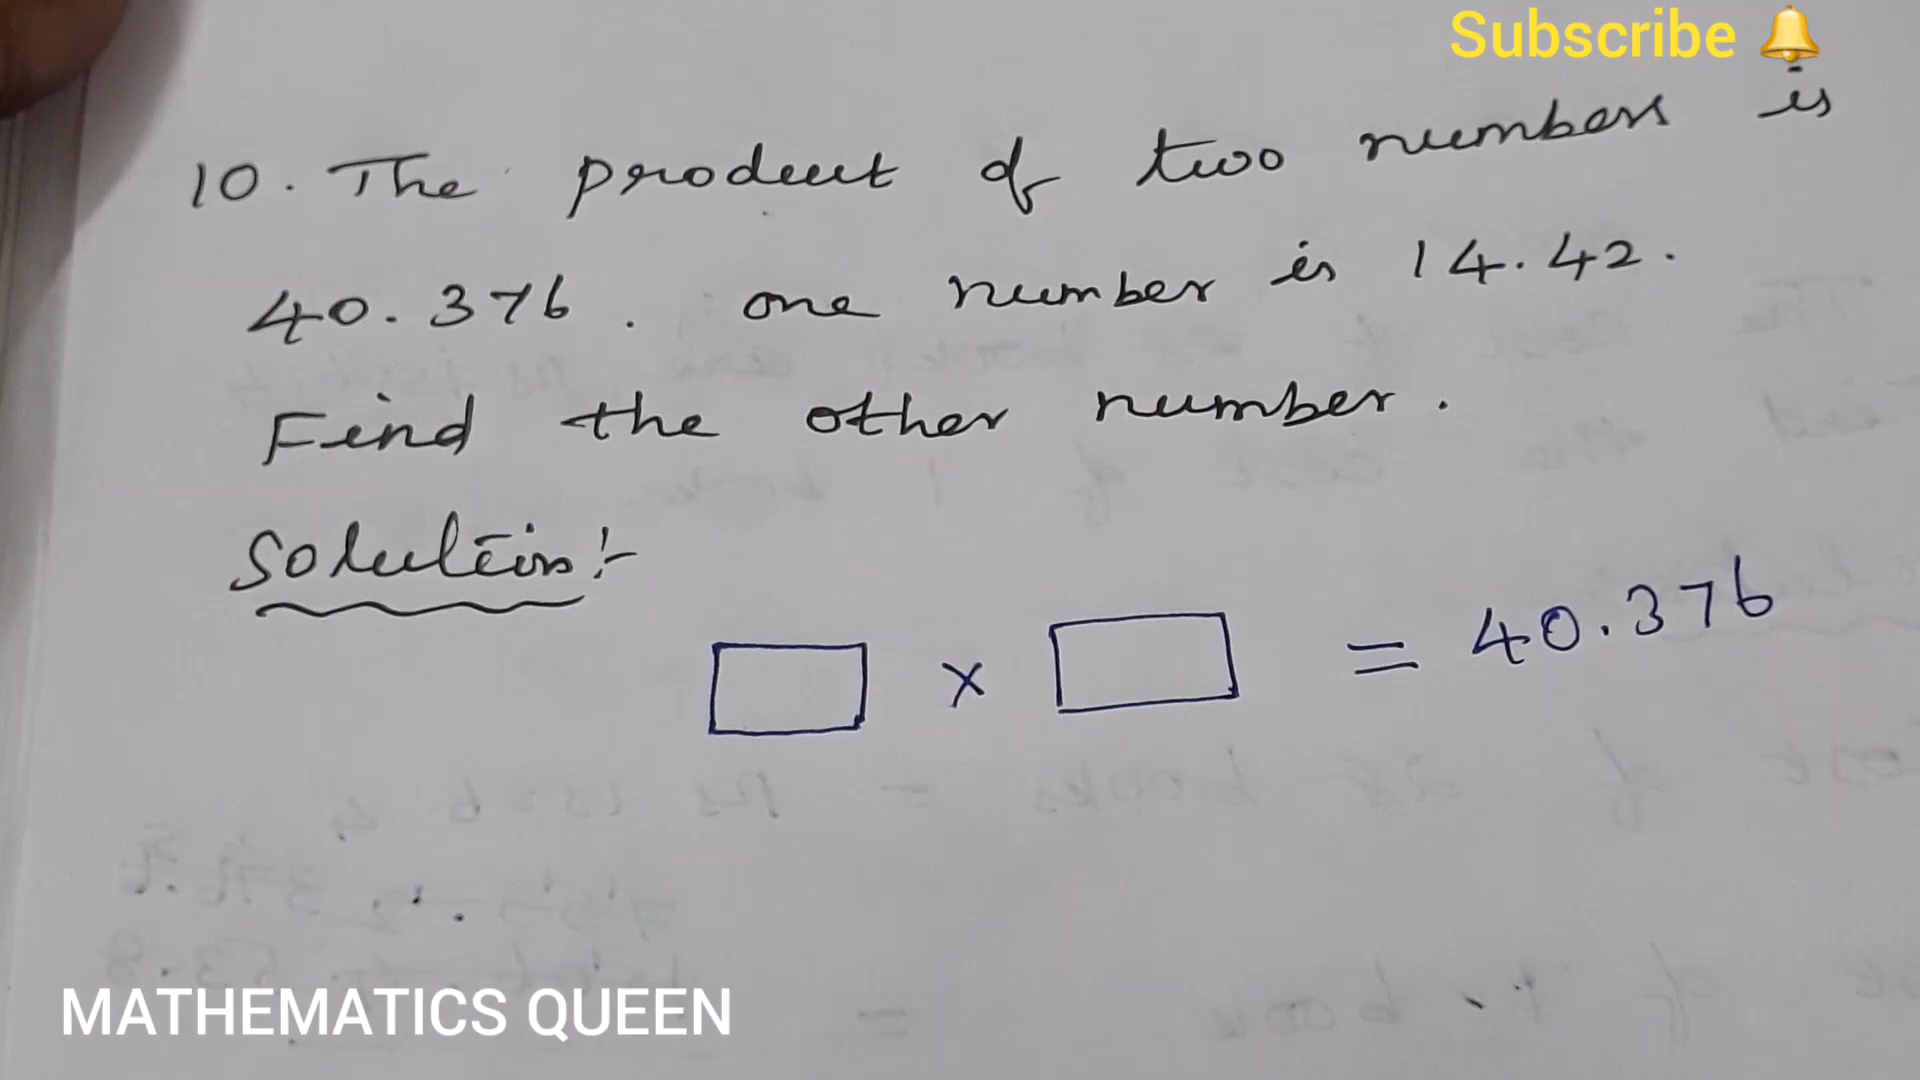 Subscribe 🔔
10. The product of two numbers is
40.376. one number is 14.42.
Find the other number.
Solution:-
☐ x ☐ = 40.376
MATHEMATICS QUEEN